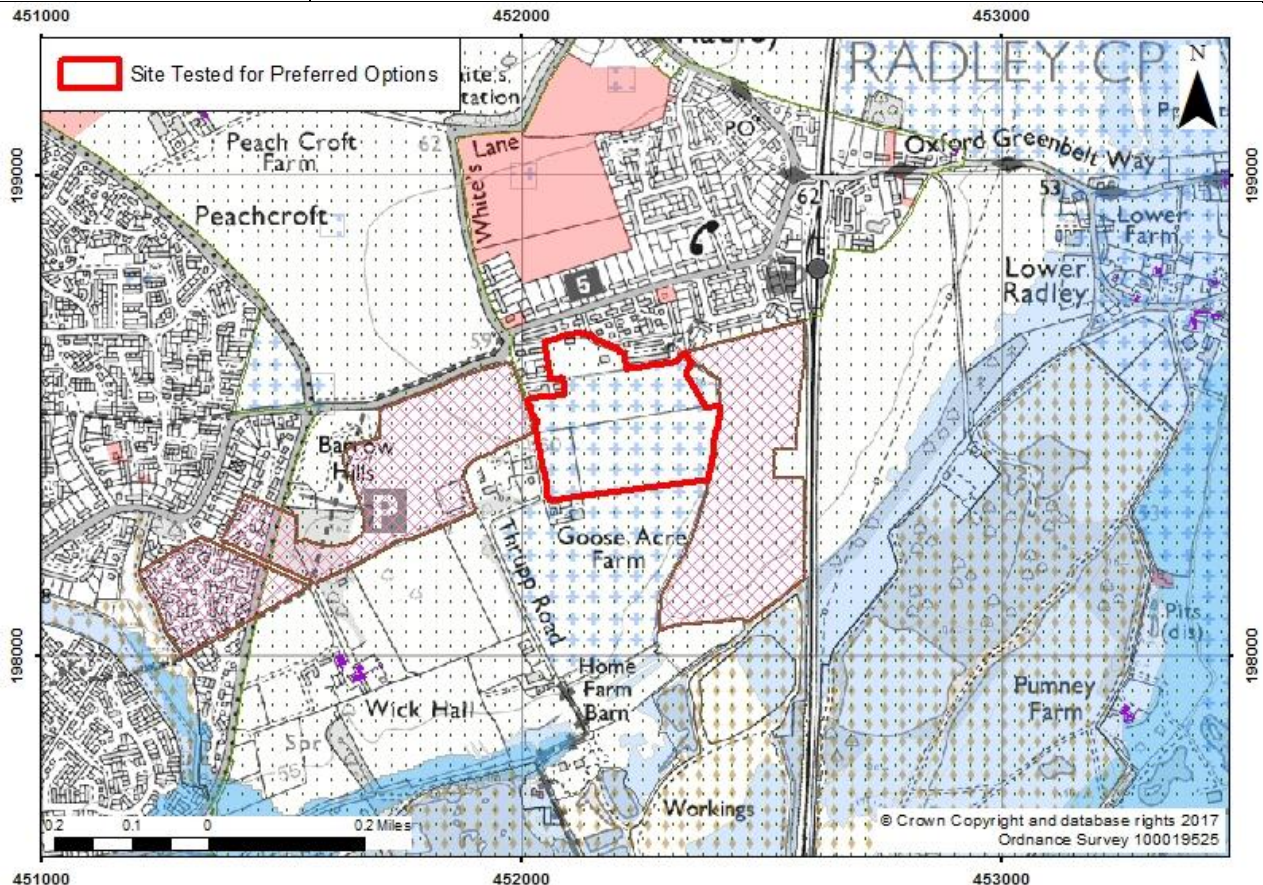 451000
452000
453000
Site Tested for Preferred Options
RADLEY CP
N
Peach Croft
Farm
62
White's Lane
PO
Oxford Greenbelt Way
199000
199000
Peachcroft
62
53
Lower
Farm
Lower
Radley
5
59
Barrow
Hills
P
60
Thrupp Road
Goose Acre
Farm
Pits
(dis)
198000
198000
Home
Farm
Barn
Wick Hall
Pumney
Farm
Spr
55
Workings
0.2 0.1 0 0.2 Miles
© Crown Copyright and database rights 2017
Ordnance Survey 100019525
451000
452000
453000